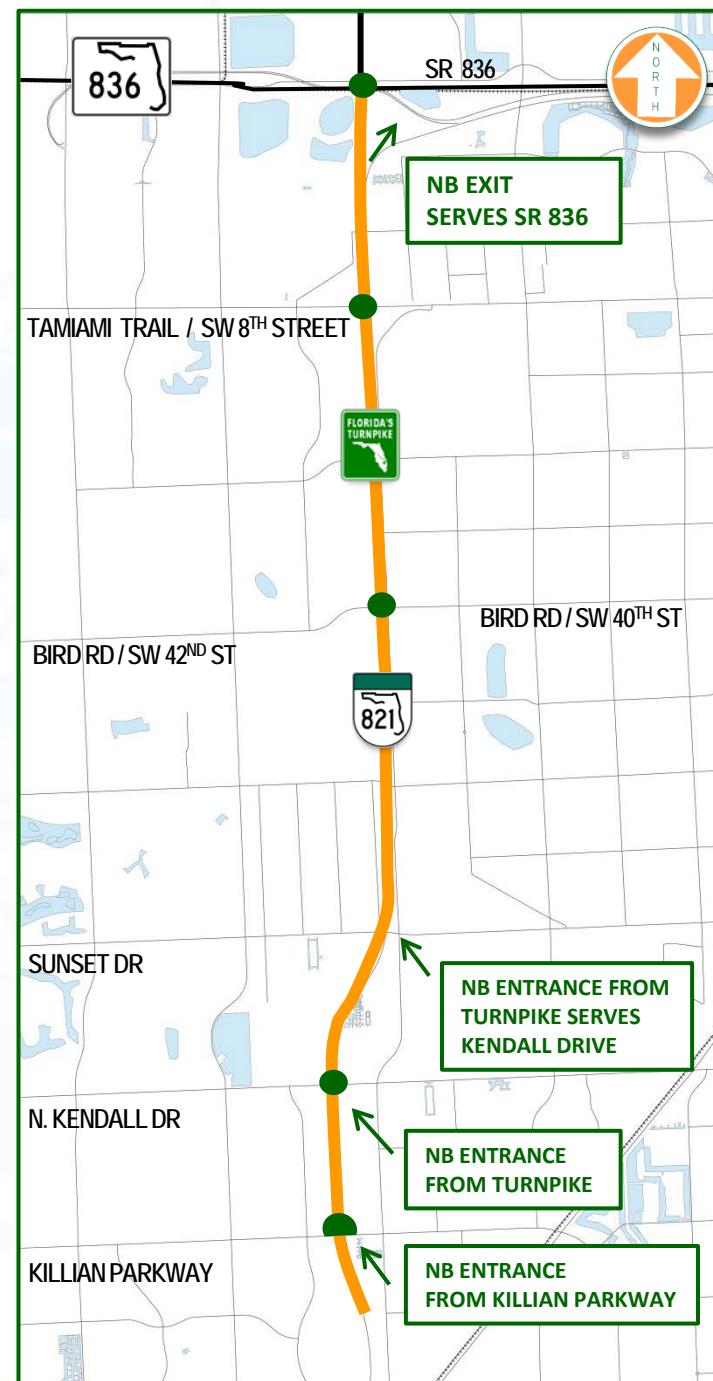 836
SR 836
NORTH
NB EXIT
SERVES SR 836
TAMIAMI TRAIL / SW 8TH STREET
FLORIDA'S
TURNPIKE
BIRD RD / SW 40TH ST
BIRD RD / SW 42ND ST
821
SUNSET DR
NB ENTRANCE FROM
TURNPIKE SERVES
KENDALL DRIVE
N. KENDALL DR
NB ENTRANCE
FROM TURNPIKE
KILLIAN PARKWAY
NB ENTRANCE
FROM KILLIAN PARKWAY